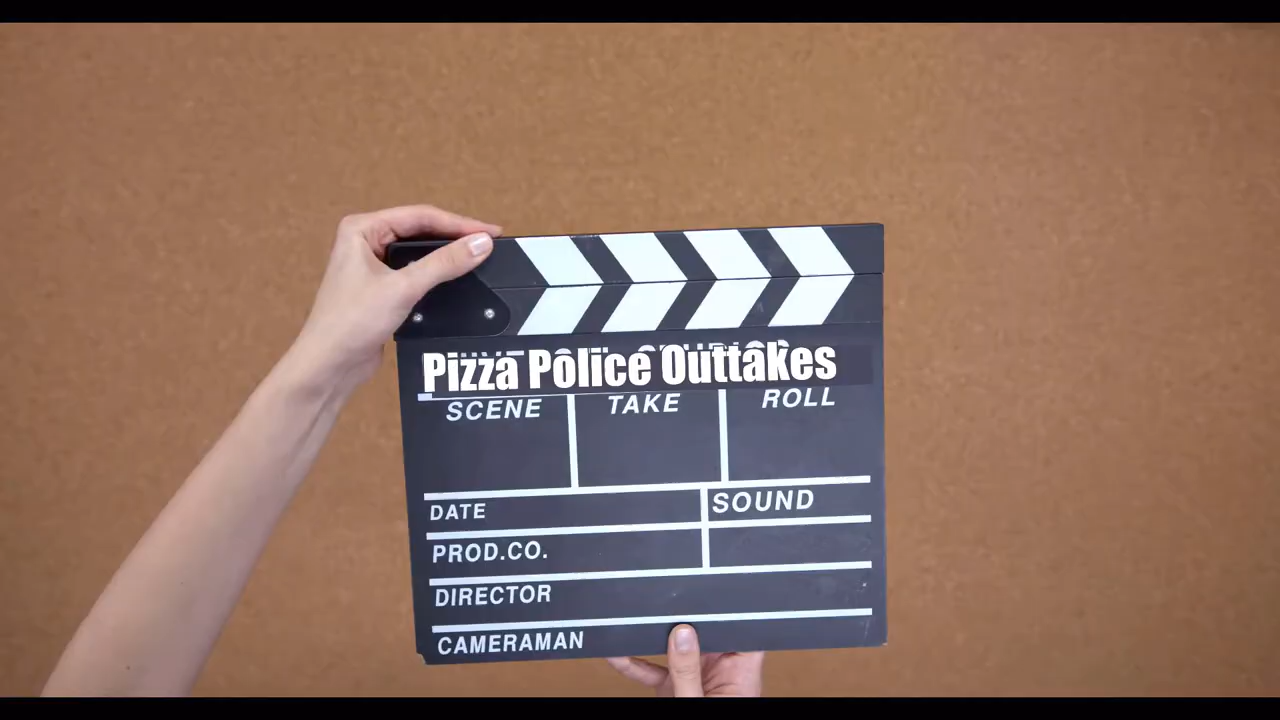 Pizza Police Outtakes
SCENE TAKE ROLL
DATE SOUND
PROD.CO.
DIRECTOR
CAMERAMAN